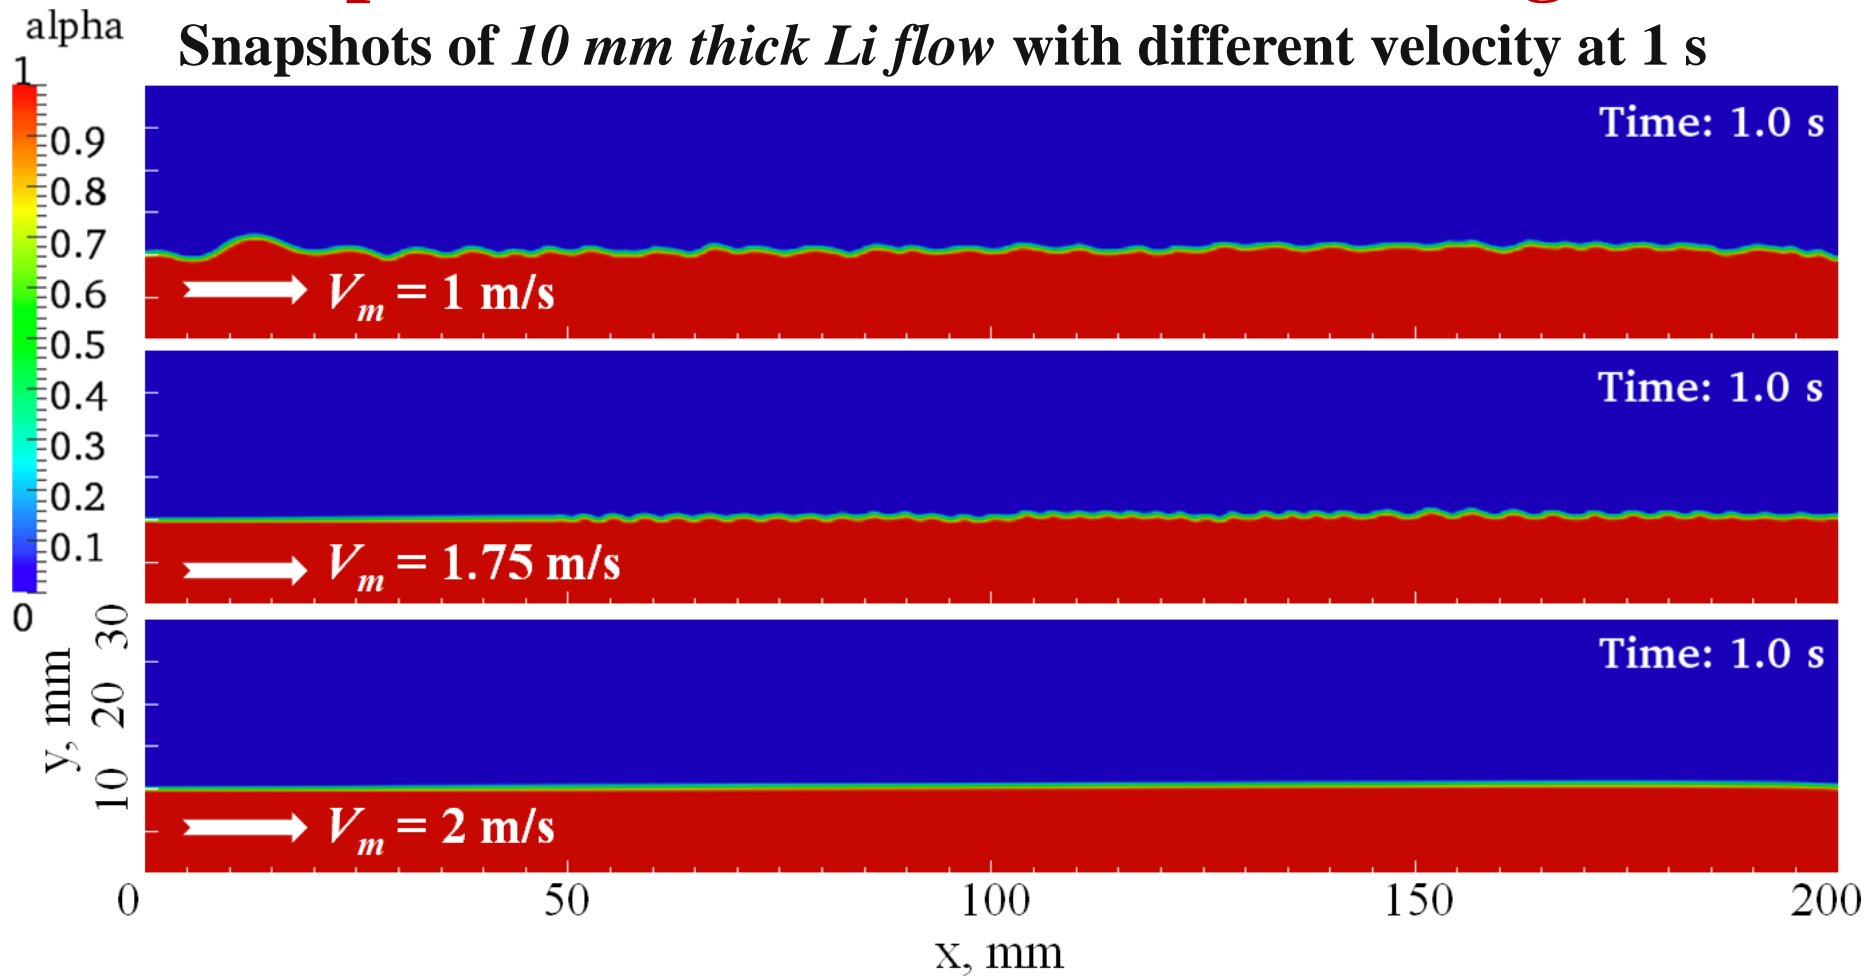 alpha
Snapshots of 10 mm thick Li flow with different velocity at 1 s
1
0.9
0.8
0.7
0.6
0.5
0.4
0.3
0.2
0.1
0
Time: 1.0 s
Vm = 1 m/s
Time: 1.0 s
Vm = 1.75 m/s
Time: 1.0 s
Vm = 2 m/s
y, mm
30
20
10
0 50 100 150 200
x, mm